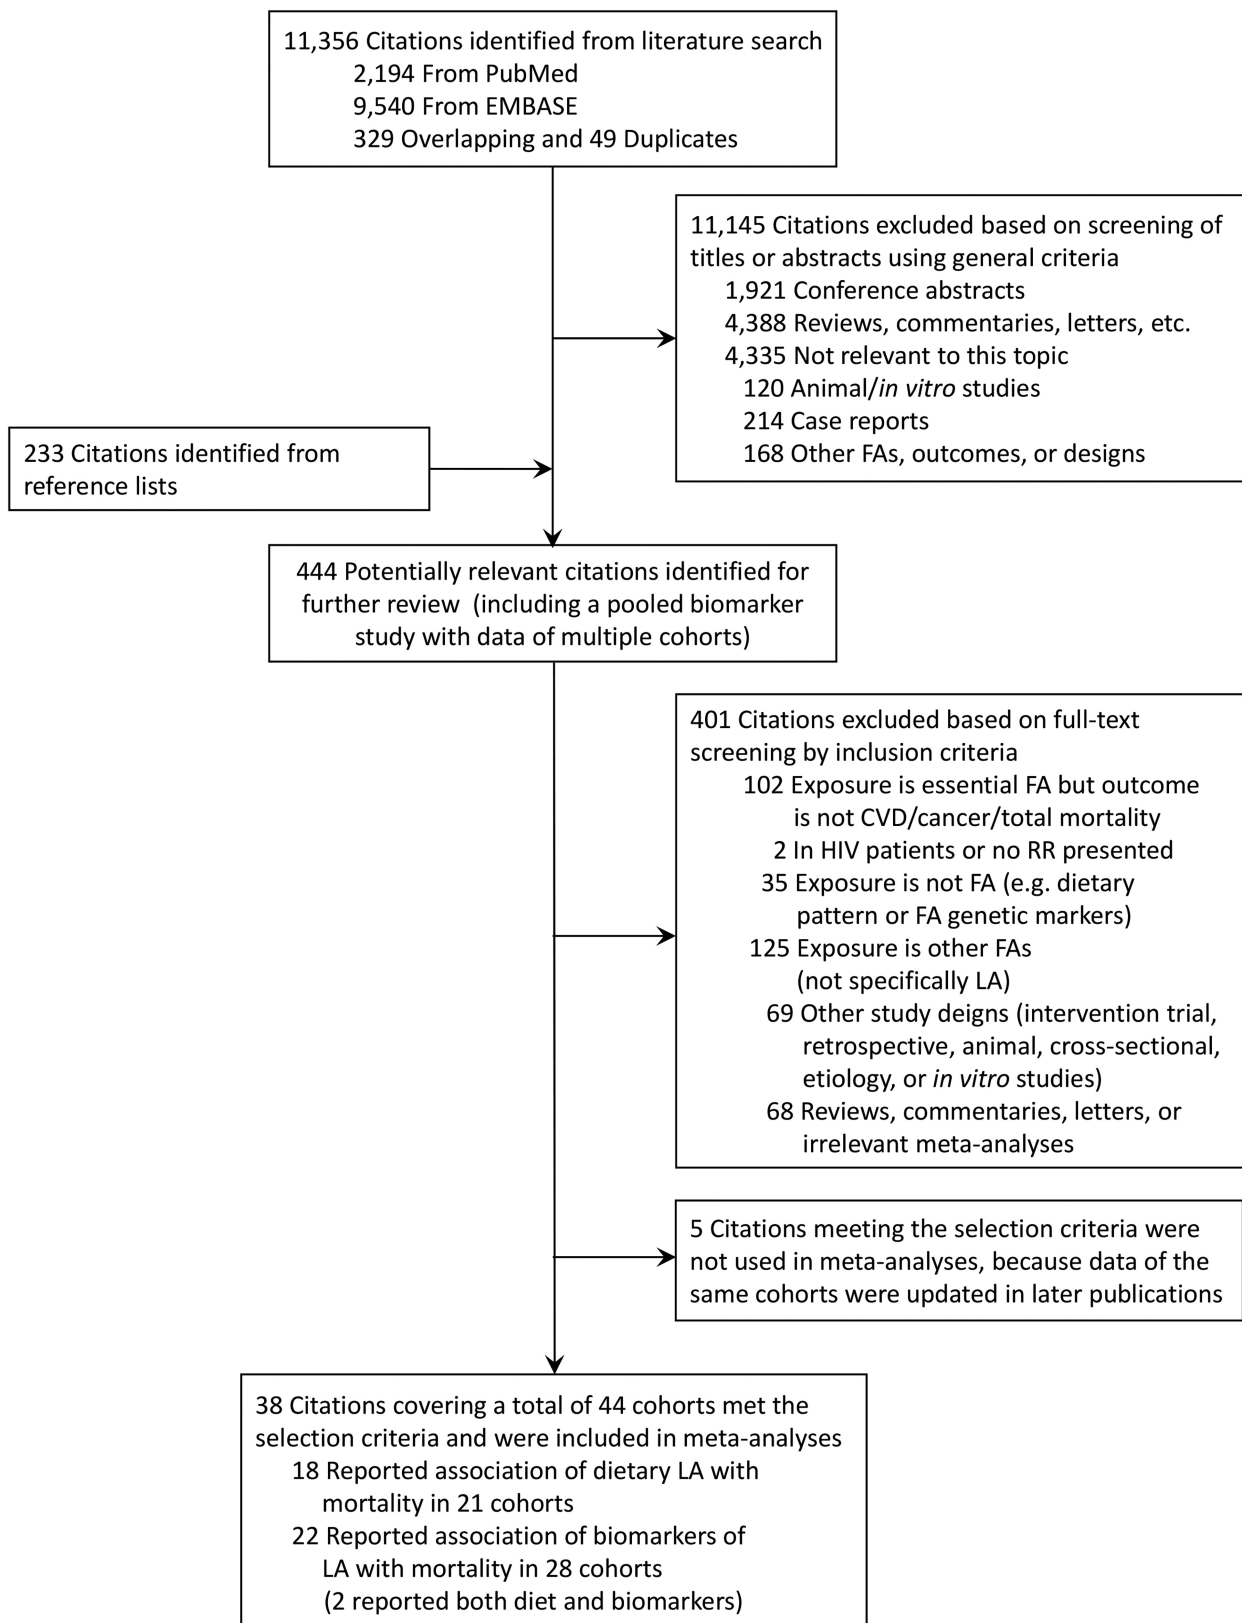 11,356 Citations identified from literature search
2,194 From PubMed
9,540 From EMBASE
329 Overlapping and 49 Duplicates
11,145 Citations excluded based on screening of
titles or abstracts using general criteria
1,921 Conference abstracts
4,388 Reviews, commentaries, letters, etc.
4,335 Not relevant to this topic
120 Animal/in vitro studies
214 Case reports
168 Other FAs, outcomes, or designs
233 Citations identified from
reference lists
444 Potentially relevant citations identified for
further review (including a pooled biomarker
study with data of multiple cohorts)
401 Citations excluded based on full-text
screening by inclusion criteria
102 Exposure is essential FA but outcome
is not CVD/cancer/total mortality
2 In HIV patients or no RR presented
35 Exposure is not FA (e.g. dietary
pattern or FA genetic markers)
125 Exposure is other FAs
(not specifically LA)
69 Other study deigns (intervention trial,
retrospective, animal, cross-sectional,
etiology, or in vitro studies)
68 Reviews, commentaries, letters, or
irrelevant meta-analyses
5 Citations meeting the selection criteria were
not used in meta-analyses, because data of the
same cohorts were updated in later publications
38 Citations covering a total of 44 cohorts met the
selection criteria and were included in meta-analyses
18 Reported association of dietary LA with
mortality in 21 cohorts
22 Reported association of biomarkers of
LA with mortality in 28 cohorts
(2 reported both diet and biomarkers)